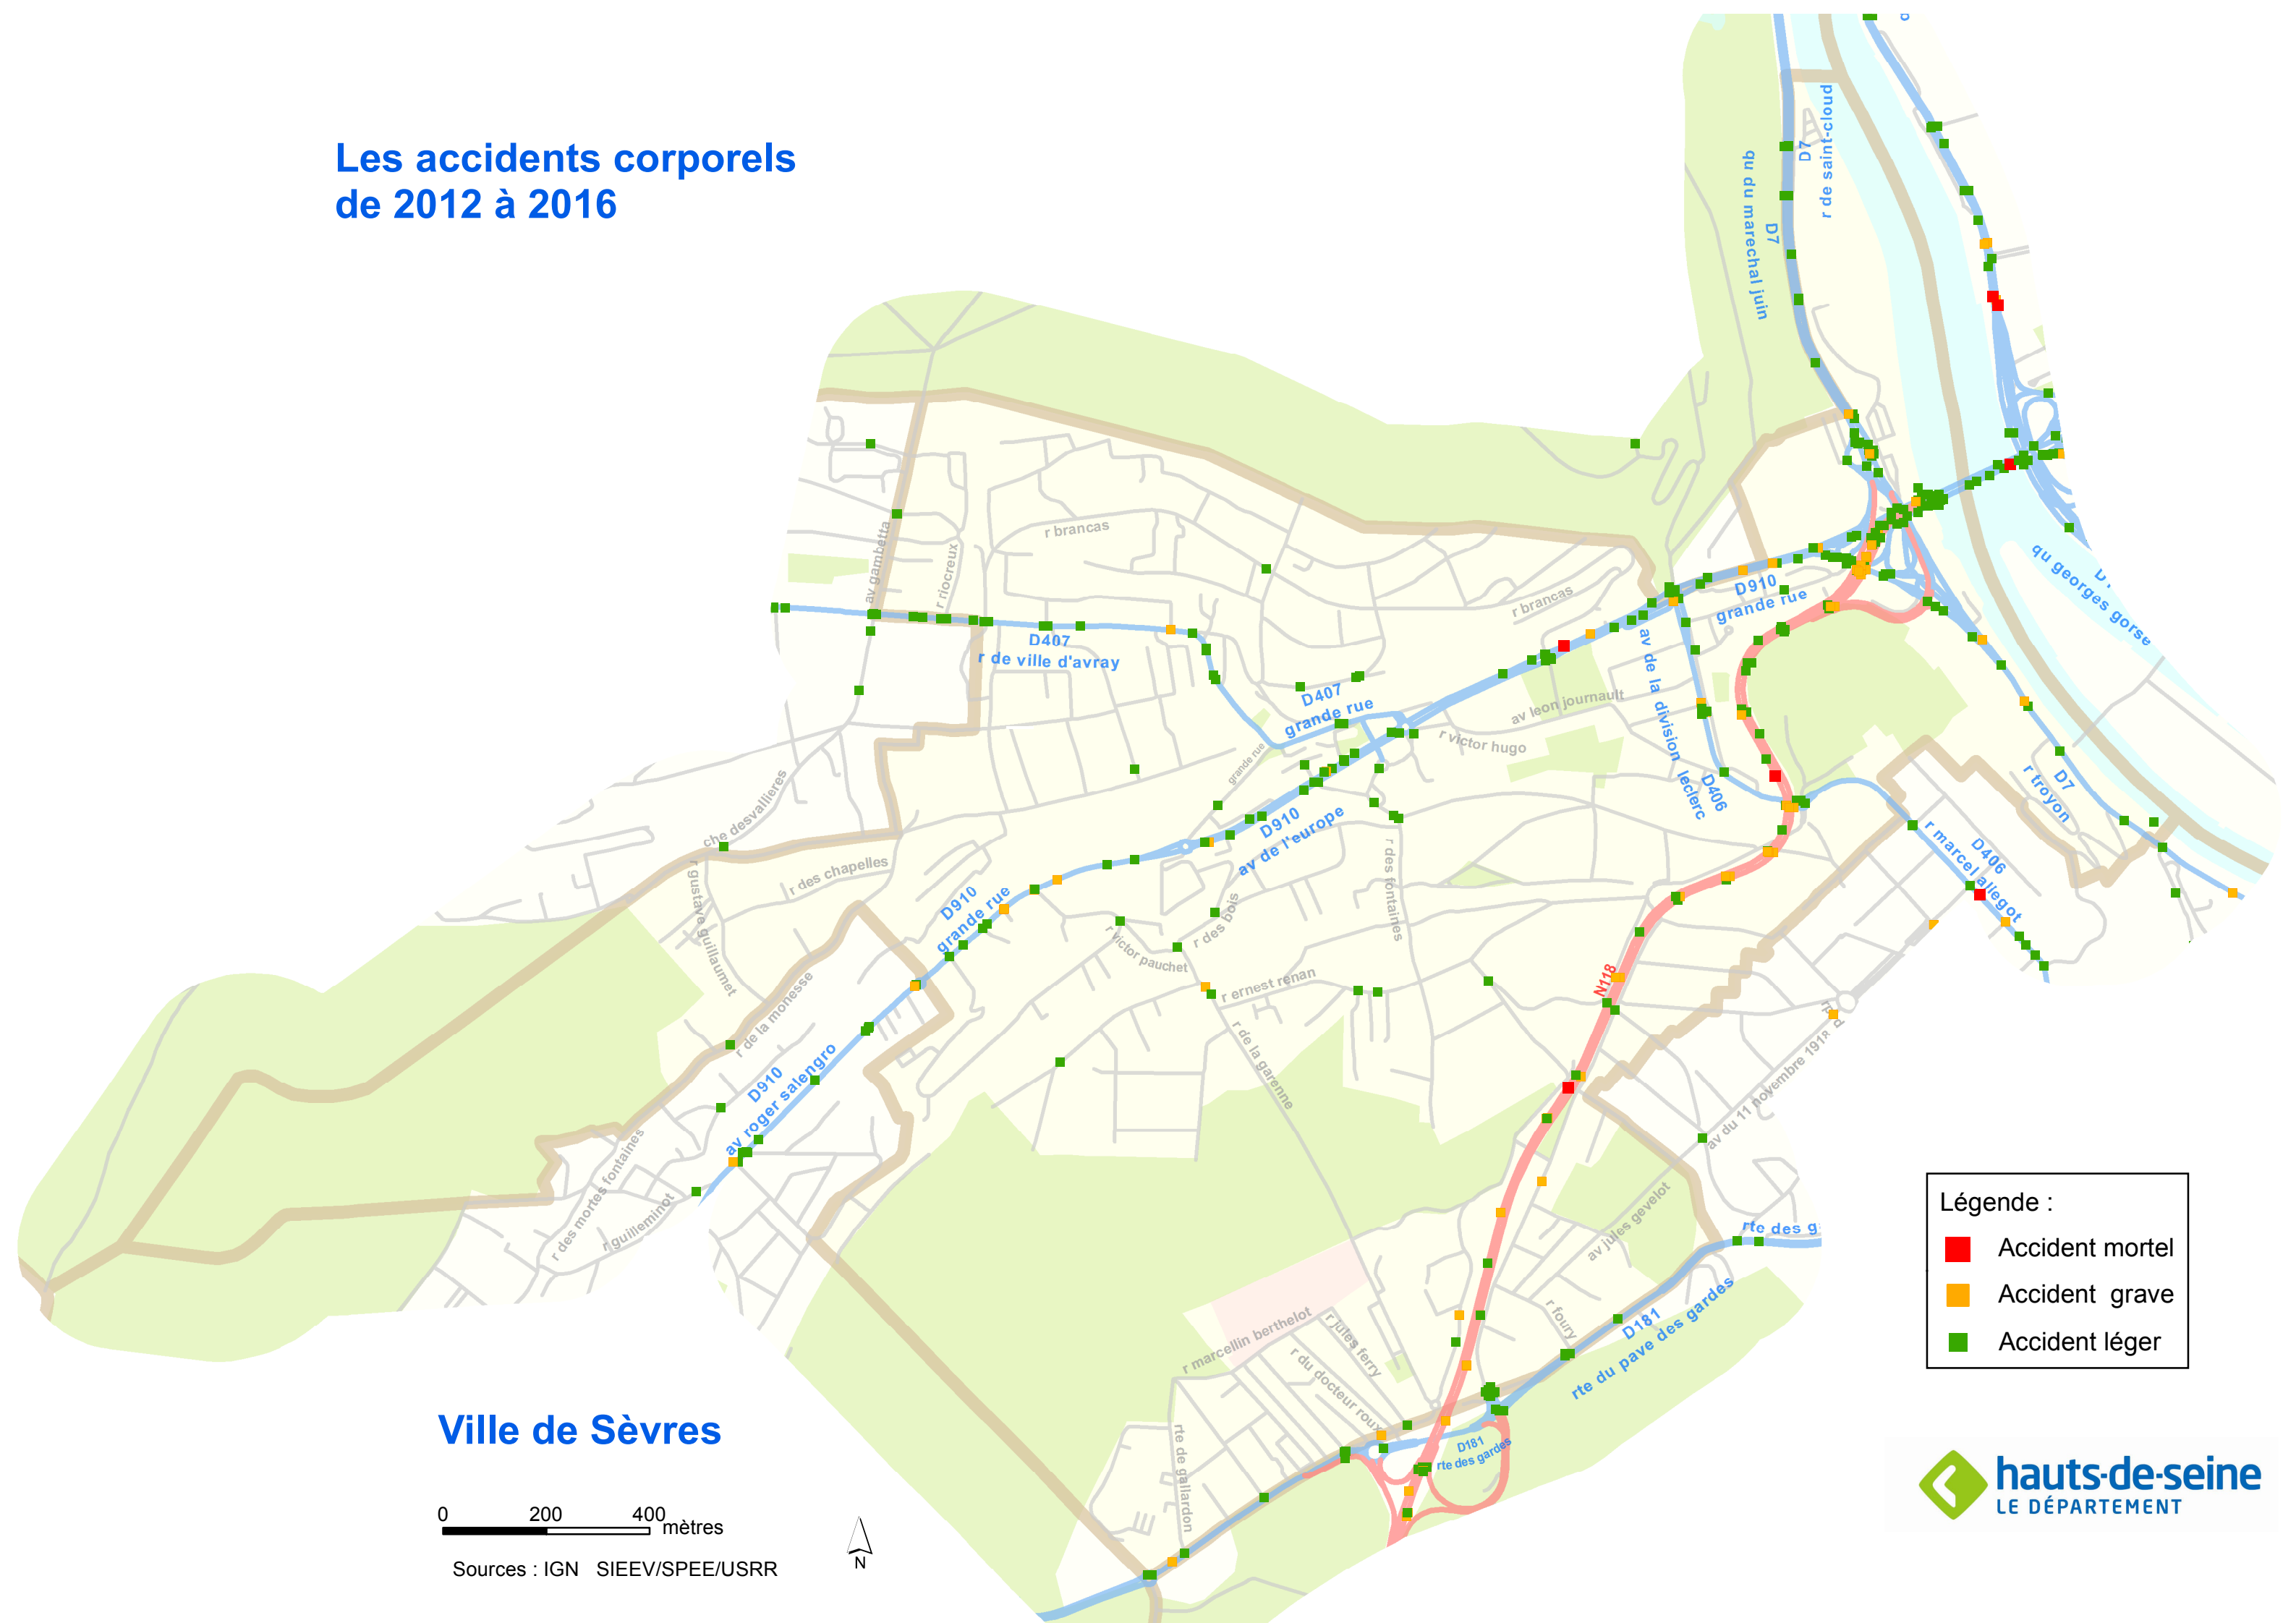 Les accidents corporels
de 2012 à 2016
D7
r de saint-cloud
qu du marechal juin
D7
r brancas
av gambetta
r riocreux
D407
r de ville d'avray
r brancas
D910
grande rue
qu georges gorse
D407
grande rue
av leon journault
r victor hugo
av de la division leclerc
D406
grande rue
D910
av de l'europe
che desvallieres
r des chapelles
r gustave guillaumet
D910
grande rue
r des bois
r victor pauchet
r des fontaines
r ernest renan
r de la garenne
r de la monesse
D910
av roger salengro
r des mortes fontaines
r guilleminot
D7
r troyon
D406
r marcel allegot
N118
av du 11 novembre 191
av jules gevelot
rte des g
r foury
D181
rte du pave des gardes
r marcellin berthelot
r jules ferry
r du docteur roux
rte de gallardon
D181
rte des gardes
Légende :
Accident mortel
Accident grave
Accident léger
Ville de Sèvres
0 200 400 mètres
Sources : IGN SIEEV/SPEE/USRR
N
hauts-de-seine
LE DÉPARTEMENT